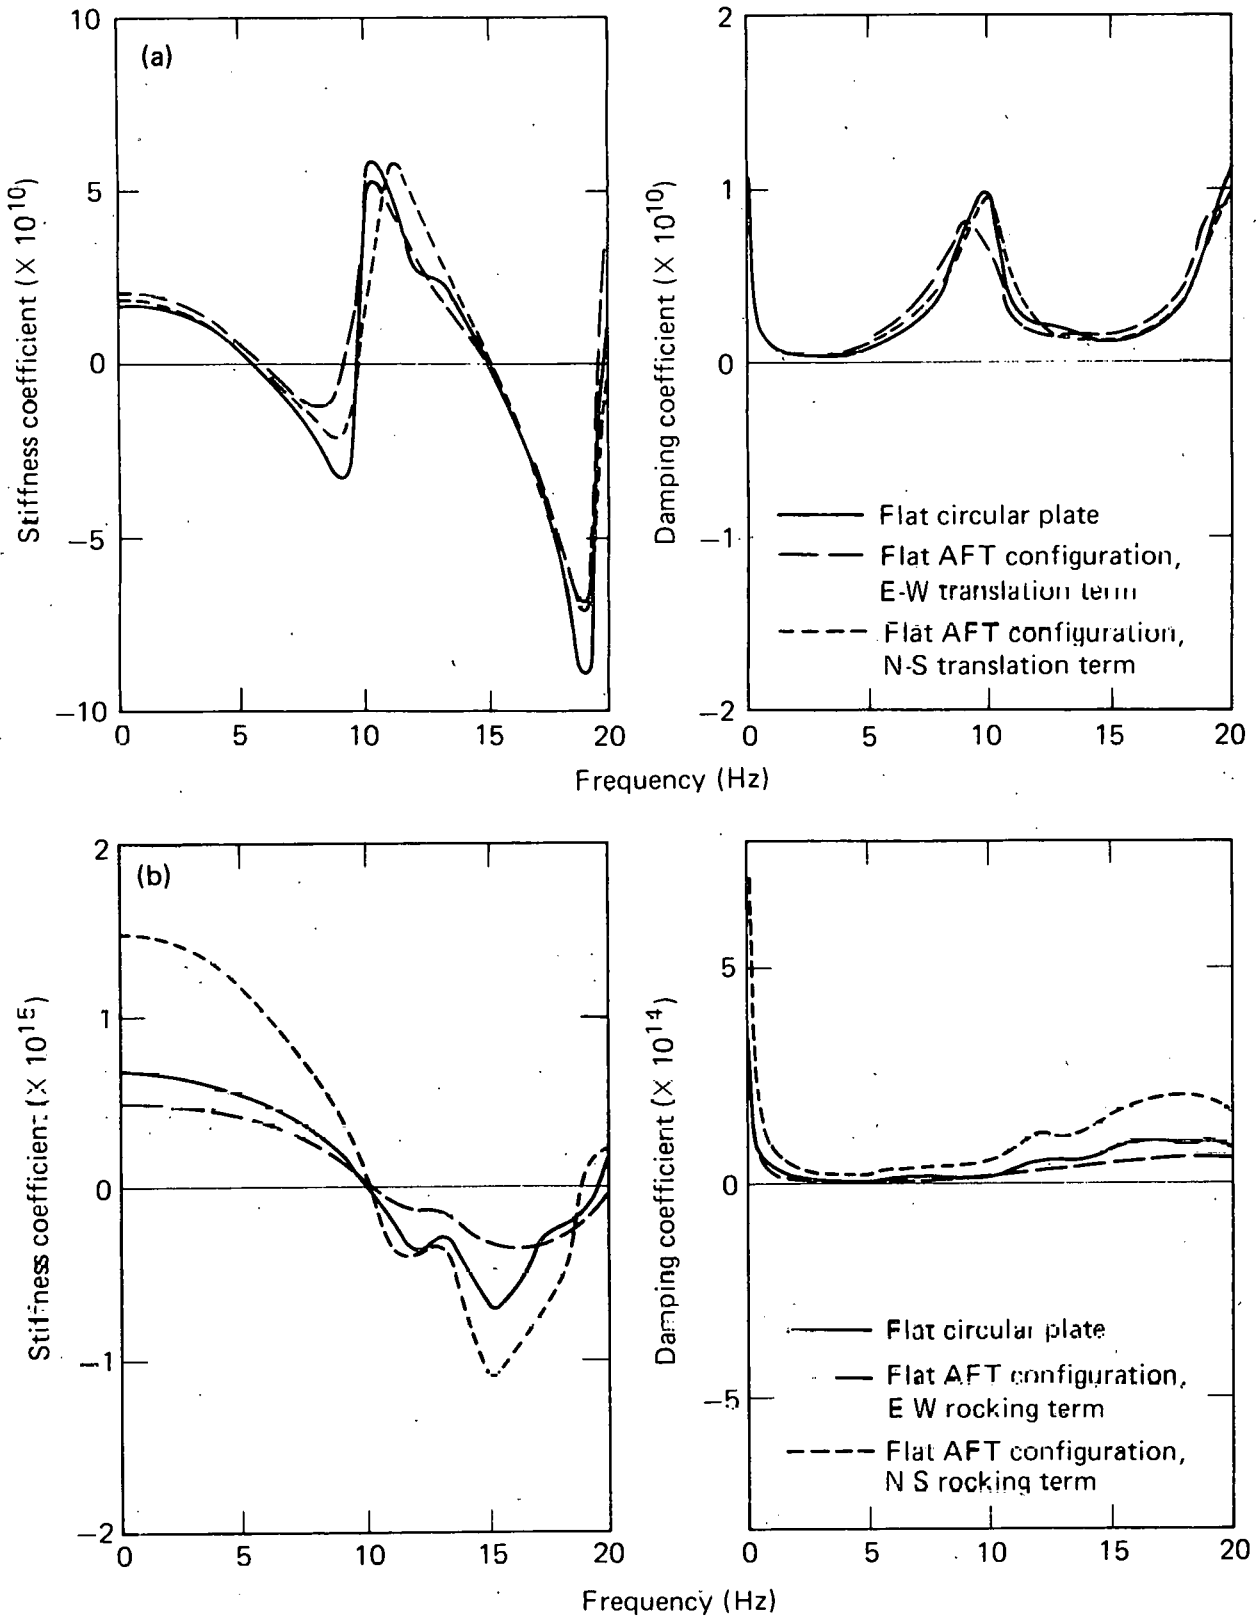 (a)
10
5
0
−5
−10
Stiffness coefficient (X 10¹⁰)
0 5 10 15 20
2
1
0
−1
−2
Damping coefficient (X 10¹⁰)
Flat circular plate
Flat AFT configuration,
E-W translation term
Flat AFT configuration,
N-S translation term
0 5 10 15 20
Frequency (Hz)
(b)
2
1
0
−1
−2
Stiffness coefficient (X 10¹⁵)
0 5 10 15 20
5
0
−5
Damping coefficient (X 10¹⁴)
Flat circular plate
Flat AFT configuration,
E W rocking term
Flat AFT configuration,
N S rocking term
0 5 10 15 20
Frequency (Hz)